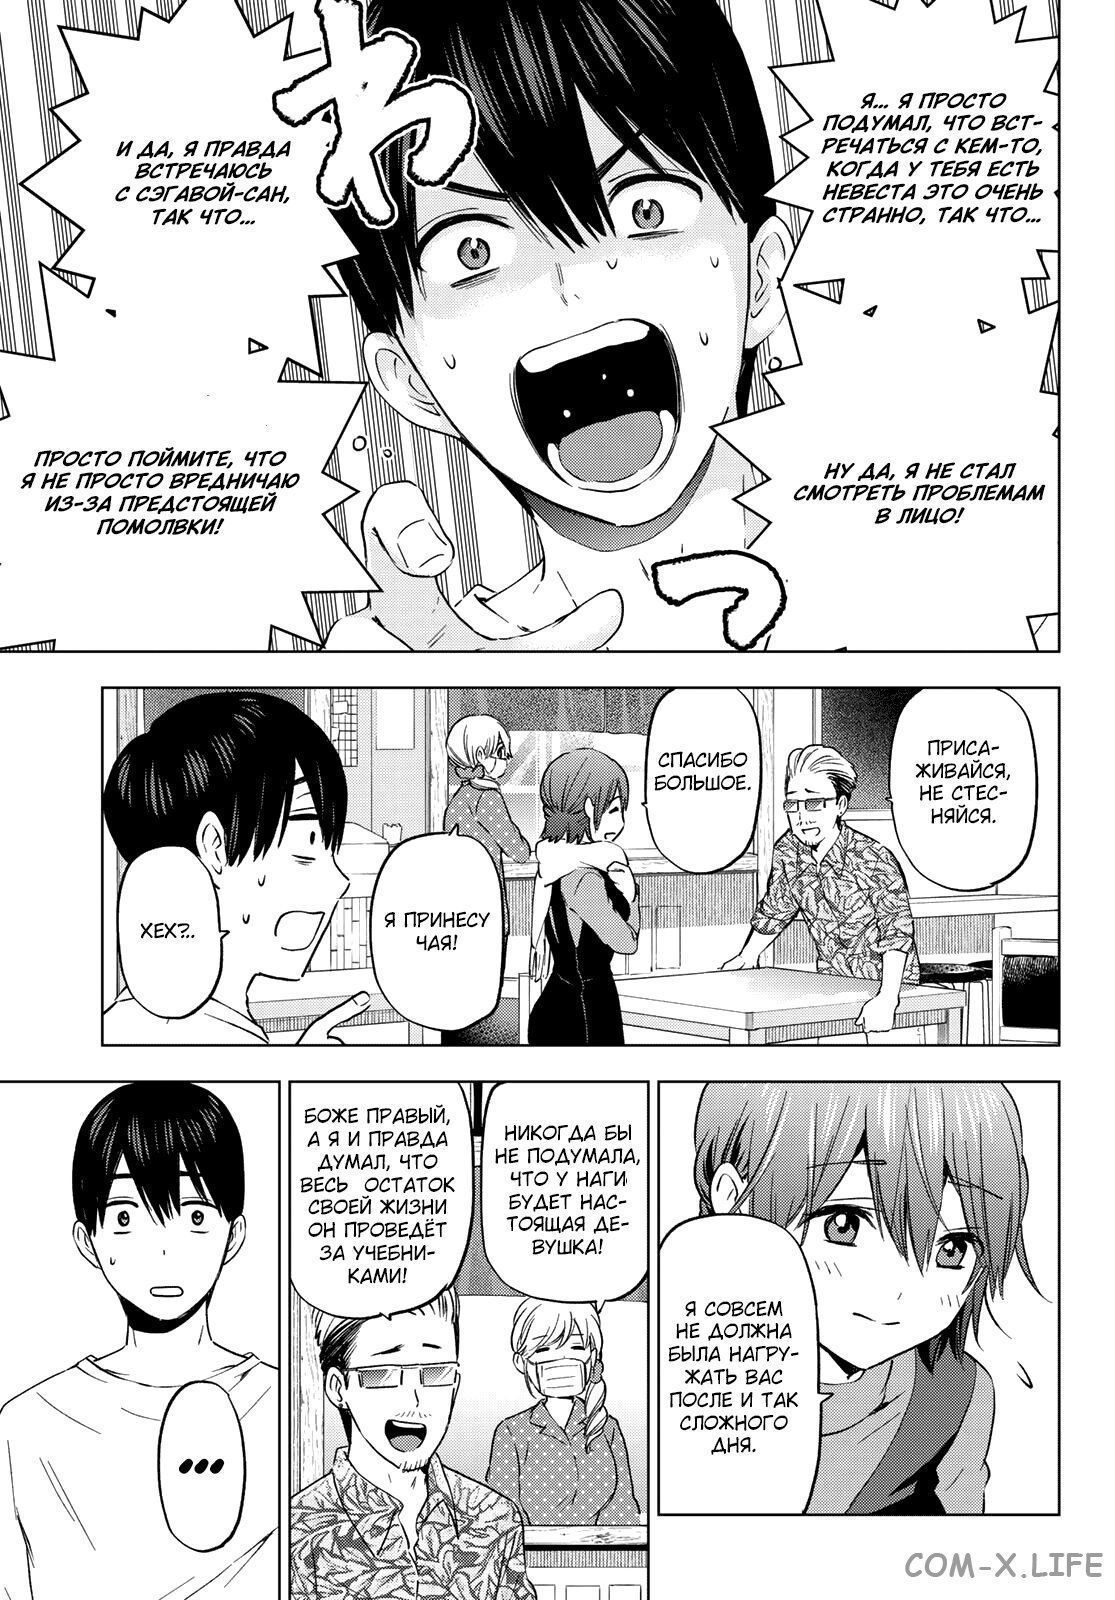 Я... Я ПРОСТО
ПОДУМАЛ, ЧТО ВСТ-
РЕЧАТЬСЯ С КЕМ-ТО,
КОГДА У ТЕБЯ ЕСТЬ
НЕВЕСТА ЭТО ОЧЕНЬ
СТРАННО, ТАК ЧТО...
И ДА, Я ПРАВДА
ВСТРЕЧАЮСЬ
С СЭГАВОЙ-САН,
ТАК ЧТО...
わっ
НУ ДА, Я НЕ СТАЛ
СМОТРЕТЬ ПРОБЛЕМАМ
В ЛИЦО!
ПРОСТО ПОЙМИТЕ, ЧТО
Я НЕ ПРОСТО ВРЕДНИЧАЮ
ИЗ-ЗА ПРЕДСТОЯЩЕЙ
ПОМОЛВКИ!
ПРИСА-
ЖИВАЙСЯ,
НЕ СТЕС-
НЯЙСЯ.
СПАСИБО
БОЛЬШОЕ.
Я ПРИНЕСУ
ЧАЯ!
ХЕХ?..
Я СОВСЕМ
НЕ ДОЛЖНА
БЫЛА НАГРУ-
ЖАТЬ ВАС
ПОСЛЕ И ТАК
СЛОЖНОГО
ДНЯ.
НИКОГДА БЫ
НЕ ПОДУМАЛА,
ЧТО У НАГИ
БУДЕТ НАС-
ТОЯЩАЯ ДЕ-
ВУШКА!
БОЖЕ ПРАВЫЙ,
А Я И ПРАВДА
ДУМАЛ, ЧТО
ВЕСЬ ОСТАТОК
СВОЕЙ ЖИЗНИ
ОН ПРОВЕДЁТ
ЗА УЧЕБНИ-
КАМИ!
...
COM-X.LIFE